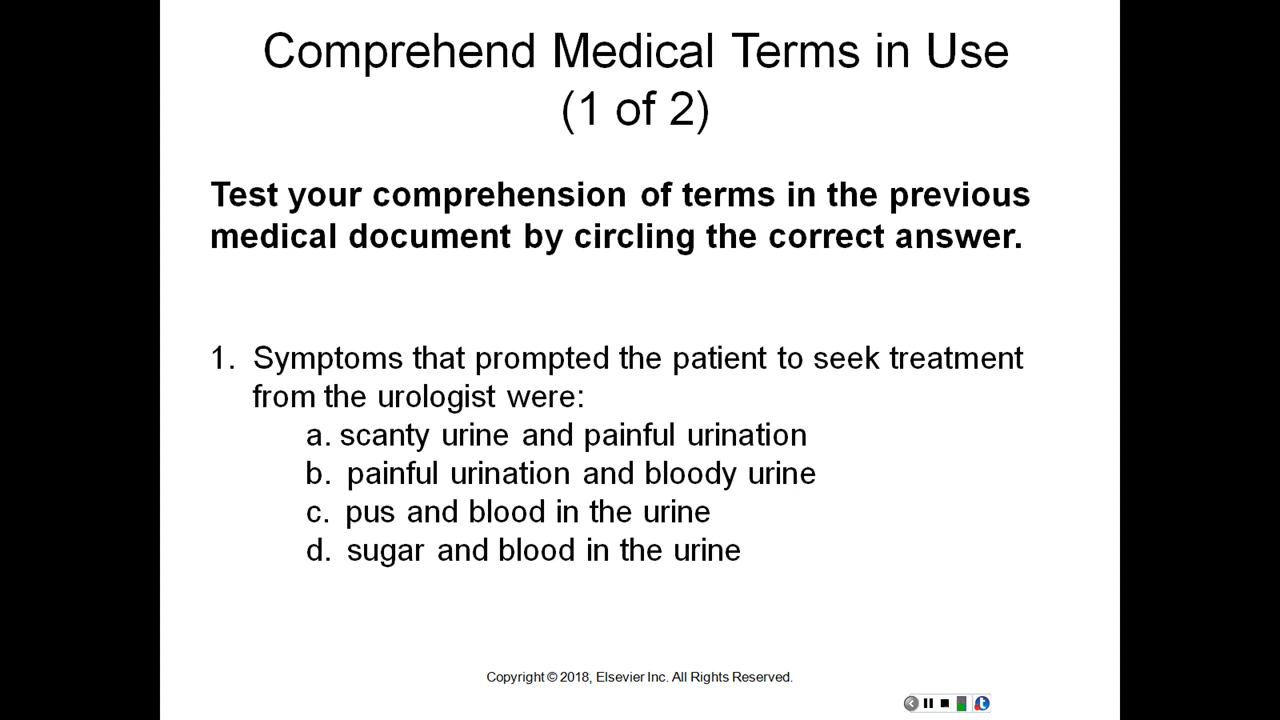 Comprehend Medical Terms in Use
(1 of 2)
Test your comprehension of terms in the previous
medical document by circling the correct answer.
1. Symptoms that prompted the patient to seek treatment
from the urologist were:
a. scanty urine and painful urination
b. painful urination and bloody urine
c. pus and blood in the urine
d. sugar and blood in the urine
Copyright © 2018, Elsevier Inc. All Rights Reserved.
t